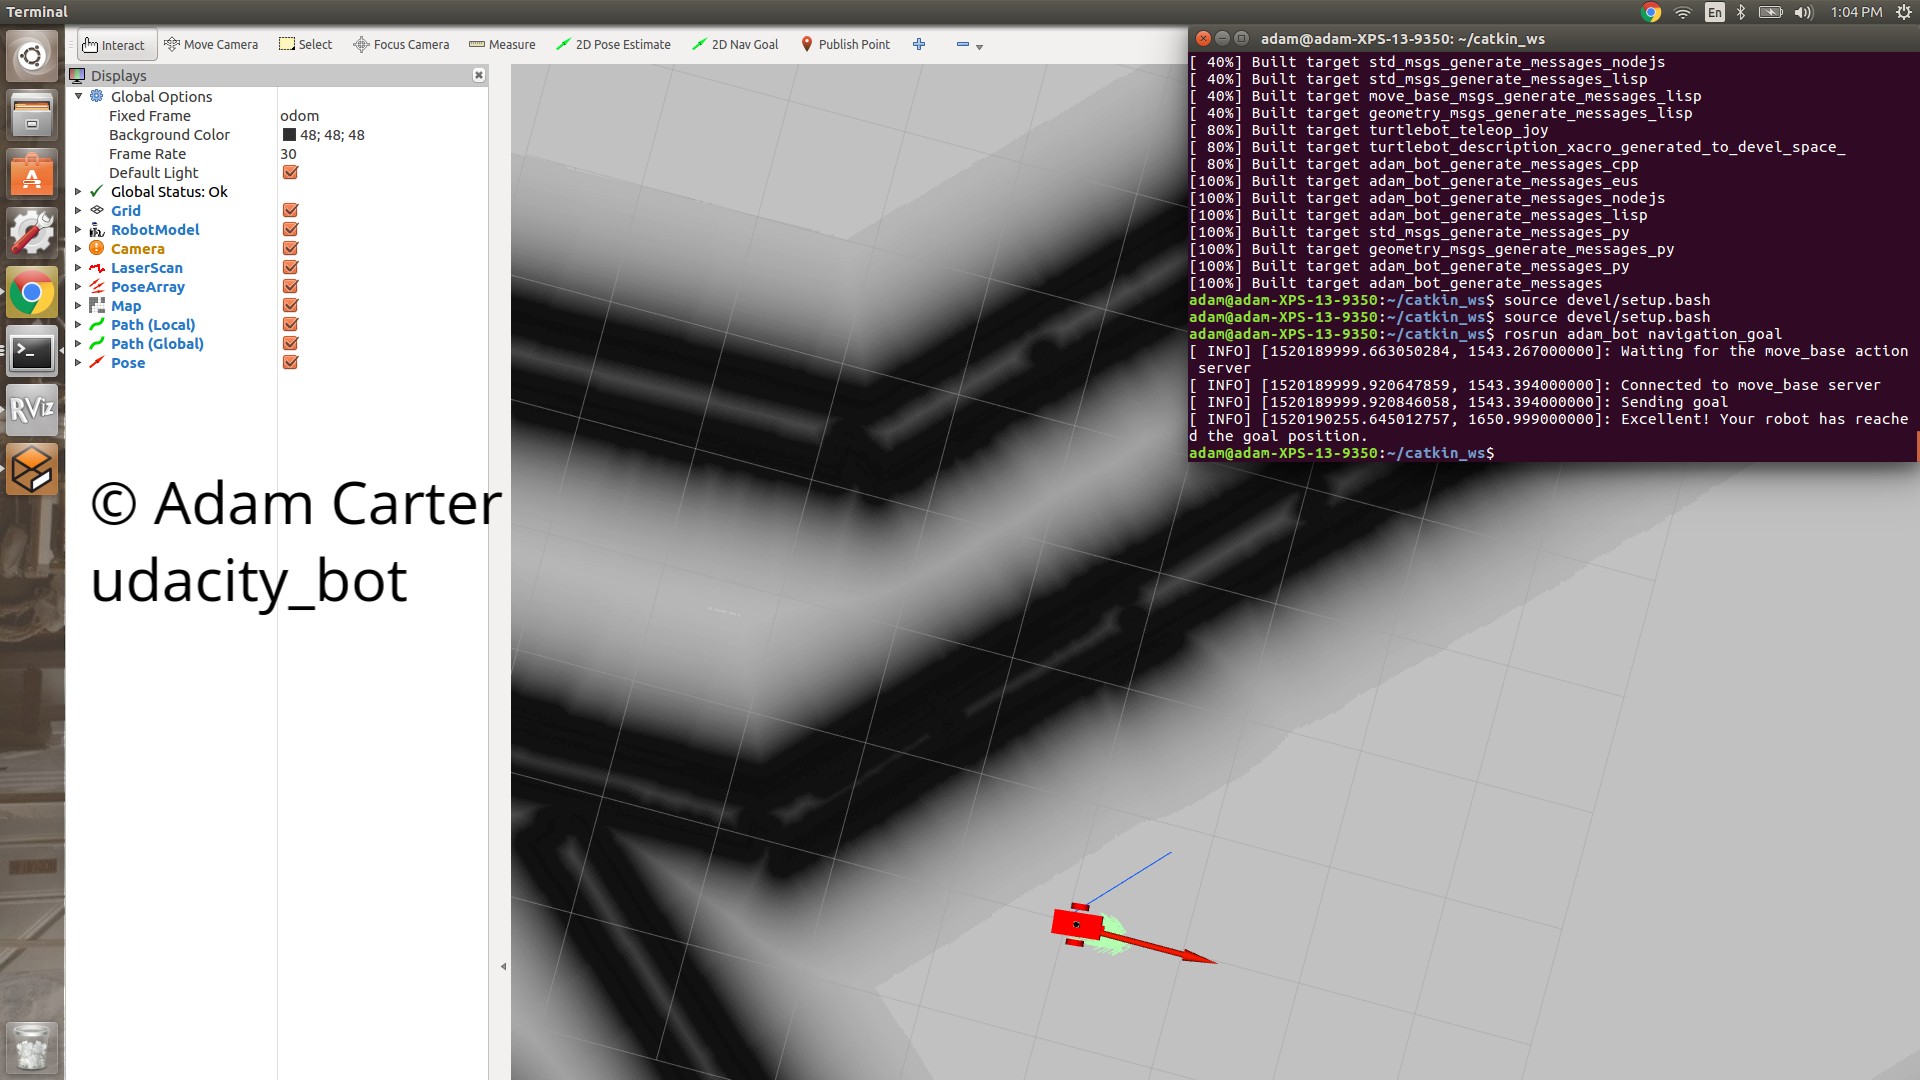 Terminal
En
1:04 PM
Interact
Move Camera
Select
Focus Camera
Measure
2D Pose Estimate
2D Nav Goal
Publish Point
Displays
Global Options
Fixed Frame odom
Background Color 48; 48; 48
Frame Rate 30
Default Light
Global Status: Ok
Grid
RobotModel
Camera
LaserScan
PoseArray
Map
Path (Local)
Path (Global)
Pose
RViz
© Adam Carter
udacity_bot
adam@adam-XPS-13-9350: ~/catkin_ws
[ 40%] Built target std_msgs_generate_messages_nodejs
[ 40%] Built target std_msgs_generate_messages_lisp
[ 40%] Built target move_base_msgs_generate_messages_lisp
[ 40%] Built target geometry_msgs_generate_messages_lisp
[ 80%] Built target turtlebot_teleop_joy
[ 80%] Built target turtlebot_description_xacro_generated_to_devel_space_
[ 80%] Built target adam_bot_generate_messages_cpp
[100%] Built target adam_bot_generate_messages_eus
[100%] Built target adam_bot_generate_messages_nodejs
[100%] Built target adam_bot_generate_messages_lisp
[100%] Built target std_msgs_generate_messages_py
[100%] Built target geometry_msgs_generate_messages_py
[100%] Built target adam_bot_generate_messages_py
[100%] Built target adam_bot_generate_messages
adam@adam-XPS-13-9350:~/catkin_ws$ source devel/setup.bash
adam@adam-XPS-13-9350:~/catkin_ws$ source devel/setup.bash
adam@adam-XPS-13-9350:~/catkin_ws$ rosrun adam_bot navigation_goal
[ INFO] [1520189999.663050284, 1543.267000000]: Waiting for the move_base action
server
[ INFO] [1520189999.920647859, 1543.394000000]: Connected to move_base server
[ INFO] [1520189999.920846058, 1543.394000000]: Sending goal
[ INFO] [1520190255.645012757, 1650.999000000]: Excellent! Your robot has reache
d the goal position.
adam@adam-XPS-13-9350:~/catkin_ws$